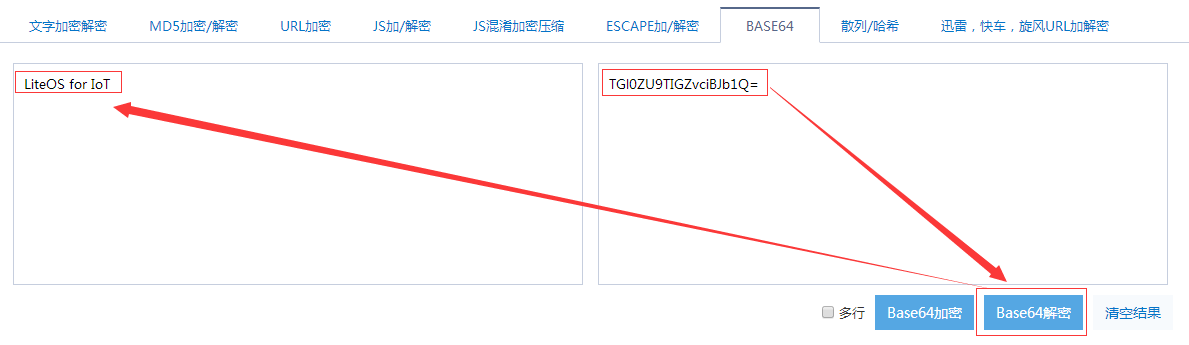 文字加密解密 MD5加密/解密 URL加密 JS加/解密 JS混淆加密压缩 ESCAPE加/解密 BASE64 散列/哈希 迅雷，快车，旋风URL加解密
LiteOS for IoT TGl0ZU9TIGZvciBJb1Q=
多行 Base64加密 Base64解密 清空结果